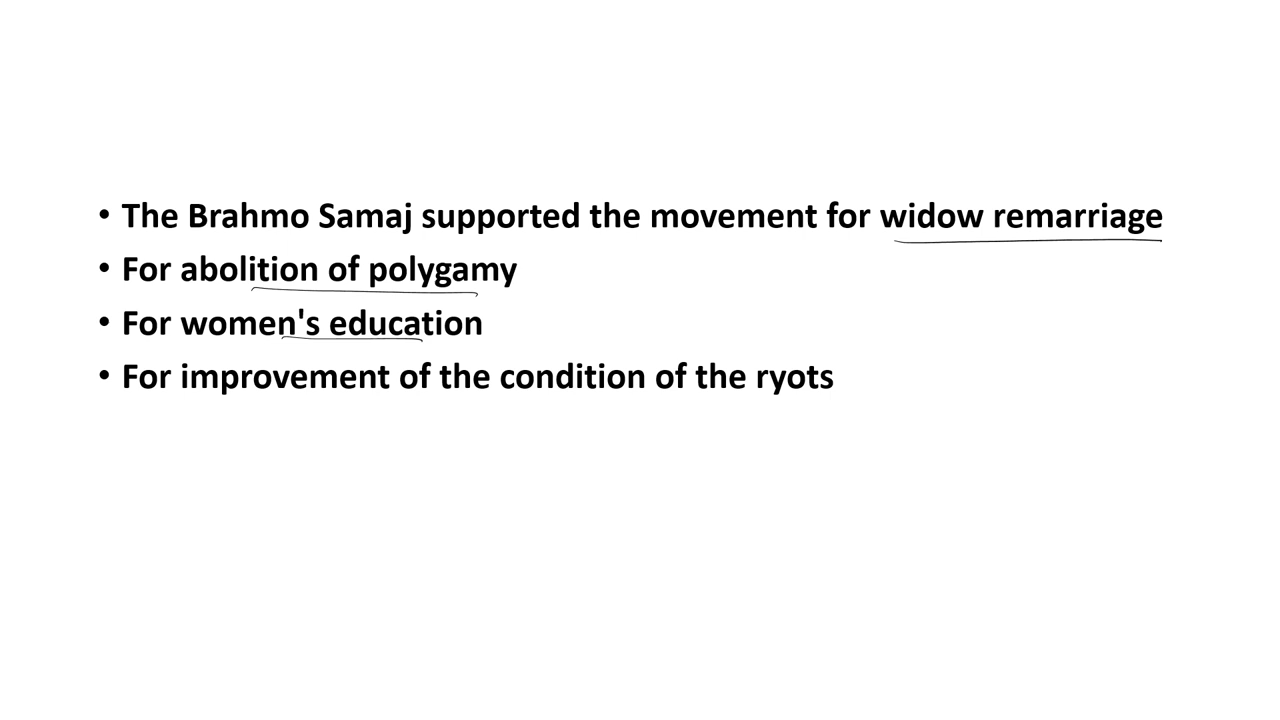 • The Brahmo Samaj supported the movement for widow remarriage
• For abolition of polygamy
• For women's education
• For improvement of the condition of the ryots